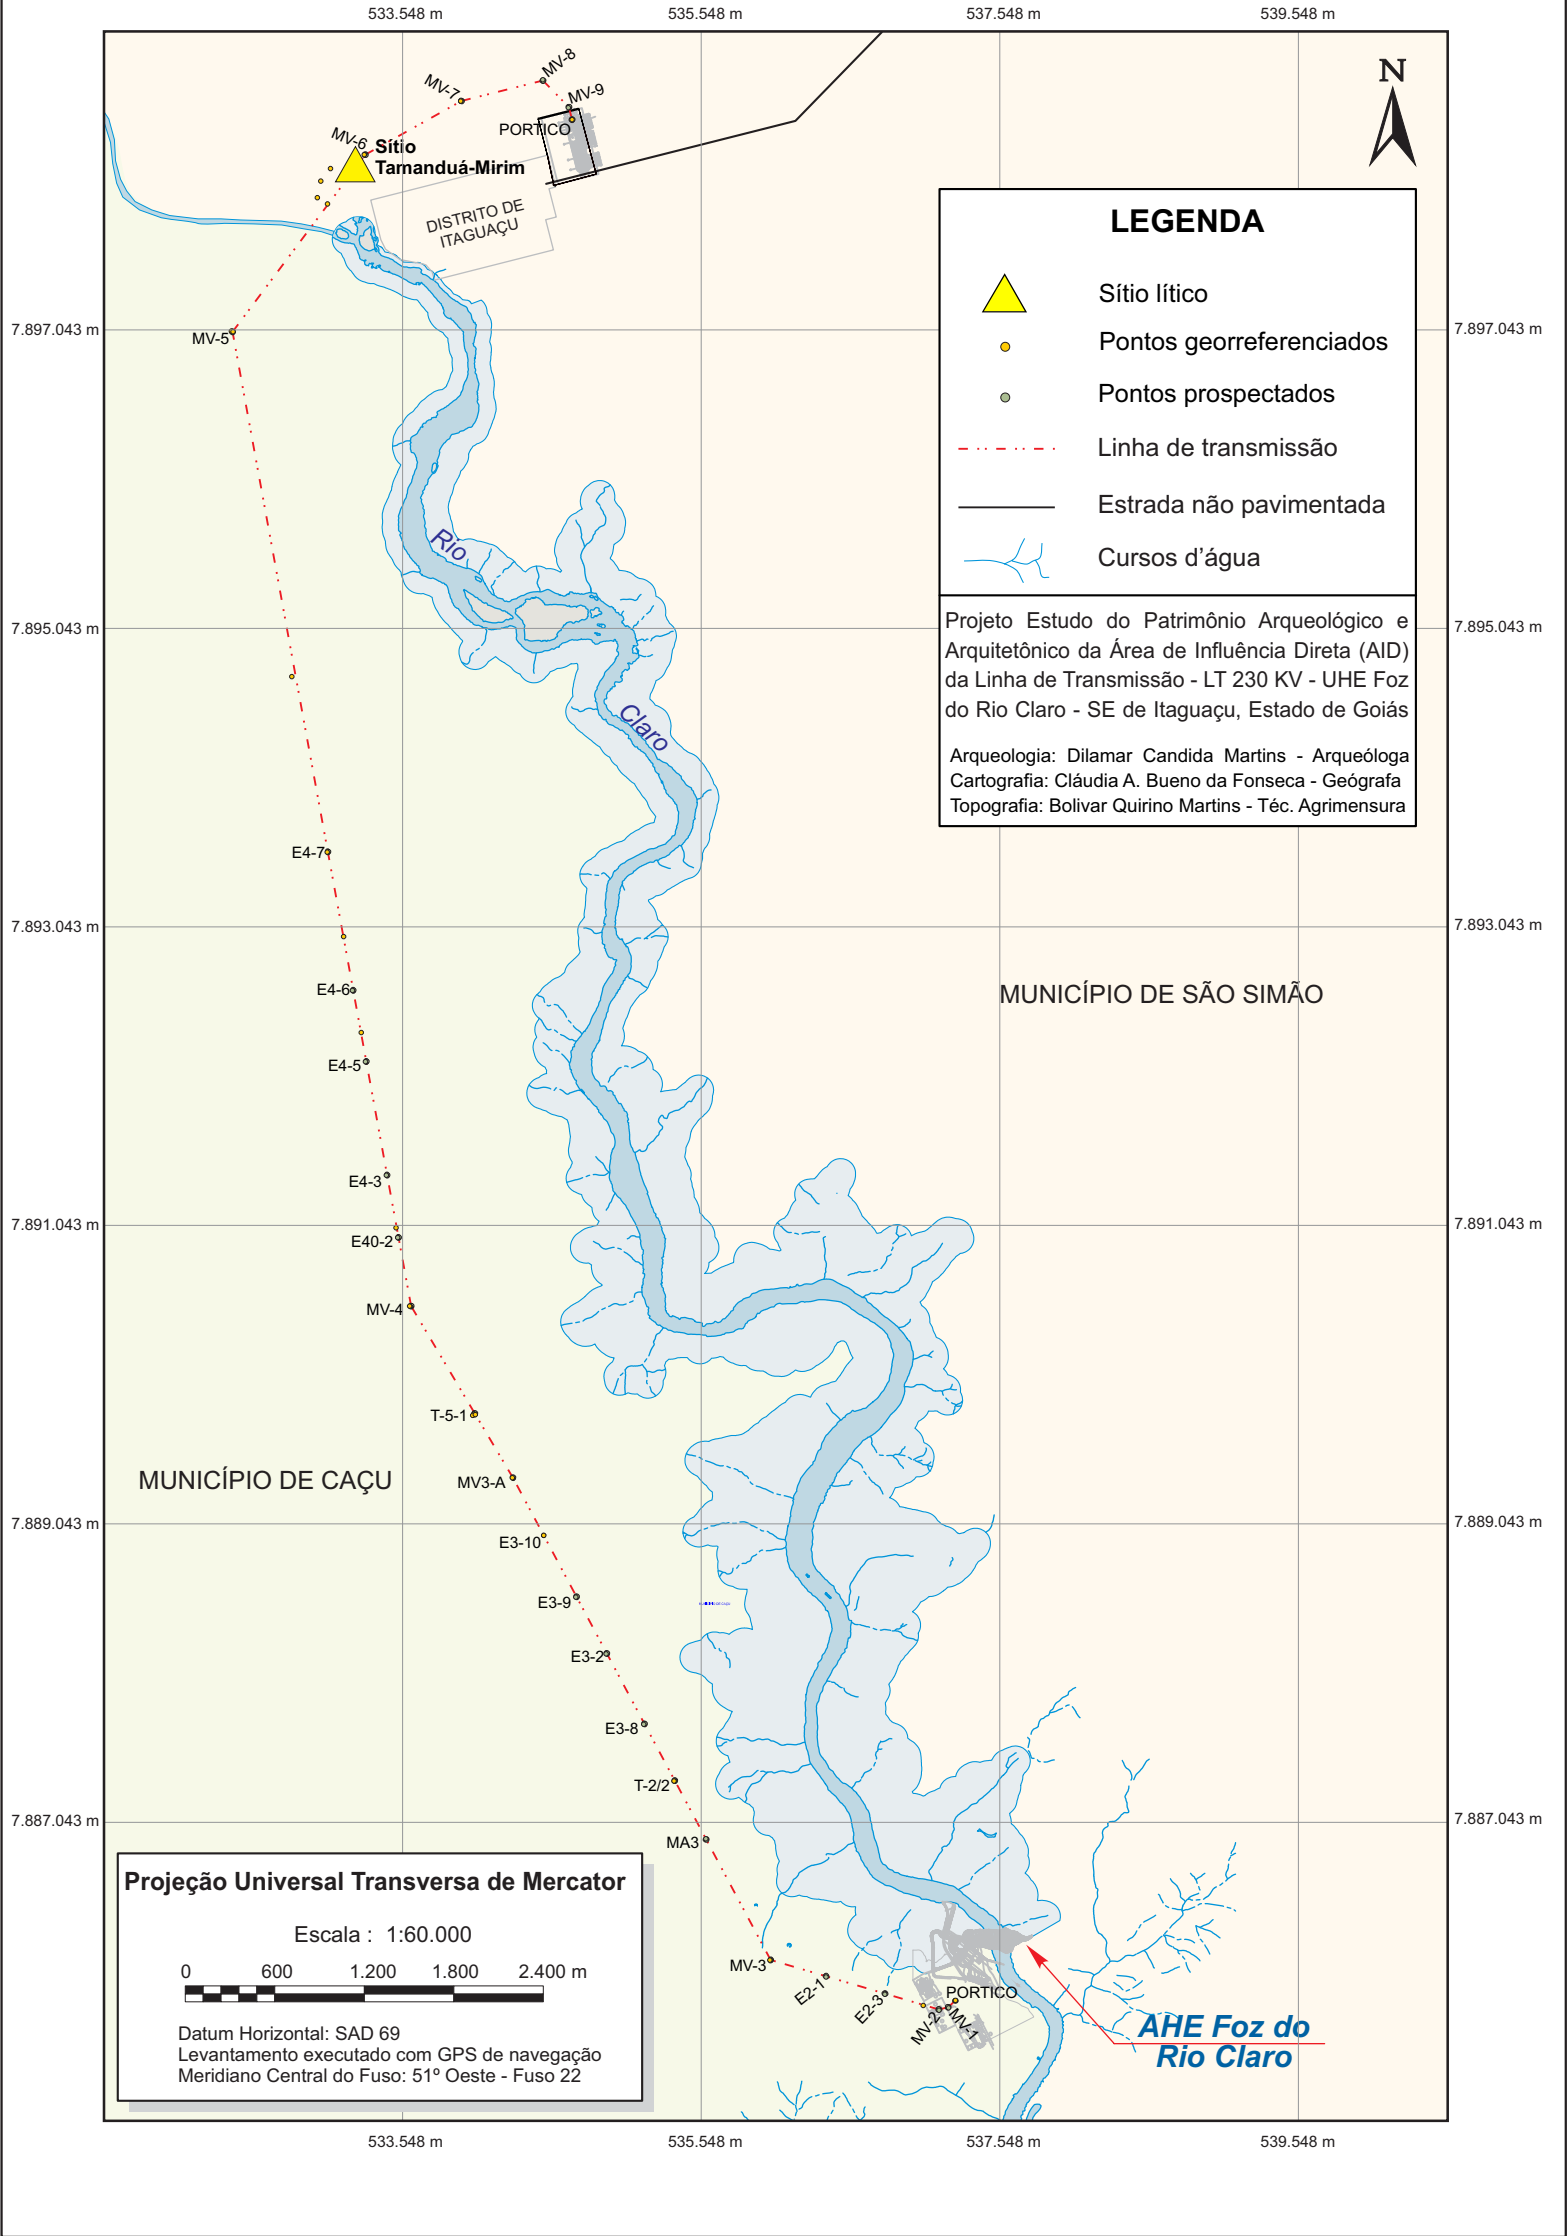 533.548 m 535.548 m 537.548 m 539.548 m
MV-8
MV-7
MV-9
PORTICO
MV-6
Sítio
Tamanduá-Mirim
DISTRITO DE
ITAGUAÇU
N
LEGENDA
Sítio lítico
Pontos georreferenciados
Pontos prospectados
Linha de transmissão
Estrada não pavimentada
Cursos d'água
Projeto Estudo do Patrimônio Arqueológico e
Arquitetônico da Área de Influência Direta (AID)
da Linha de Transmissão - LT 230 KV - UHE Foz
do Rio Claro - SE de Itaguaçu, Estado de Goiás
Arqueologia: Dilamar Candida Martins - Arqueóloga
Cartografia: Cláudia A. Bueno da Fonseca - Geógrafa
Topografia: Bolivar Quirino Martins - Téc. Agrimensura
7.897.043 m 7.897.043 m
MV-5
Rio
7.895.043 m 7.895.043 m
Claro
E4-7
7.893.043 m 7.893.043 m
E4-6
MUNICÍPIO DE SÃO SIMÃO
E4-5
E4-3
7.891.043 m 7.891.043 m
E40-2
MV-4
T-5-1
MUNICÍPIO DE CAÇU
MV3-A
7.889.043 m 7.889.043 m
E3-10
E3-9
E3-2
E3-8
T-2/2
7.887.043 m 7.887.043 m
MA3
MV-3
E2-1
E2-3
MV-2
MV-1
PORTICO
AHE Foz do
Rio Claro
Projeção Universal Transversa de Mercator
Escala : 1:60.000
0 600 1.200 1.800 2.400 m
Datum Horizontal: SAD 69
Levantamento executado com GPS de navegação
Meridiano Central do Fuso: 51º Oeste - Fuso 22
533.548 m 535.548 m 537.548 m 539.548 m